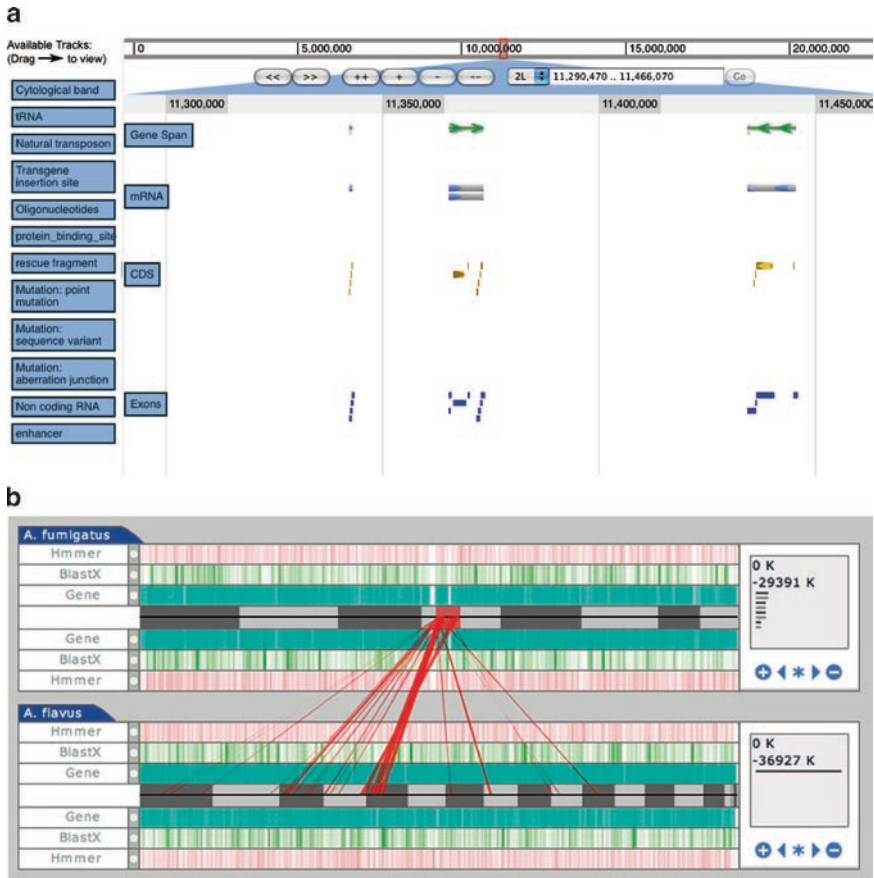 a
Available Tracks:
(Drag → to view)
0 5,000,000 10,000,000 15,000,000 20,000,000
<< >> ++ + - -- 2L 11,290,470 .. 11,466,070 Go
11,300,000 11,350,000 11,400,000 11,450,000
Cytological band
tRNA
Natural transposon
Transgene
insertion site
Oligonucleotides
protein_binding_site
rescue fragment
Mutation: point
mutation
Mutation:
sequence variant
Mutation:
aberration junction
Non coding RNA
enhancer
Gene Span
mRNA
CDS
Exons
b
A. fumigatus
Hmmer
BlastX
Gene
Gene
BlastX
Hmmer
0 K
-29391 K
A. flavus
Hmmer
BlastX
Gene
Gene
BlastX
Hmmer
0 K
-36927 K